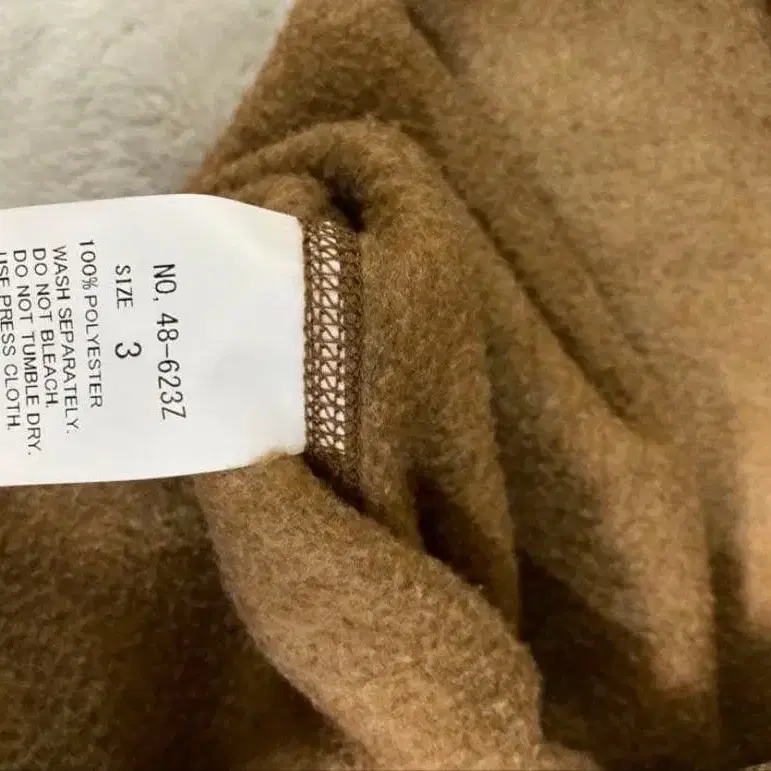 NO, 48-623Z
SIZE 3
100% POLYESTER
WASH SEPARATELY.
DO NOT BLEACH.
DO NOT TUMBLE DRY.
USE PRESS CLOTH.